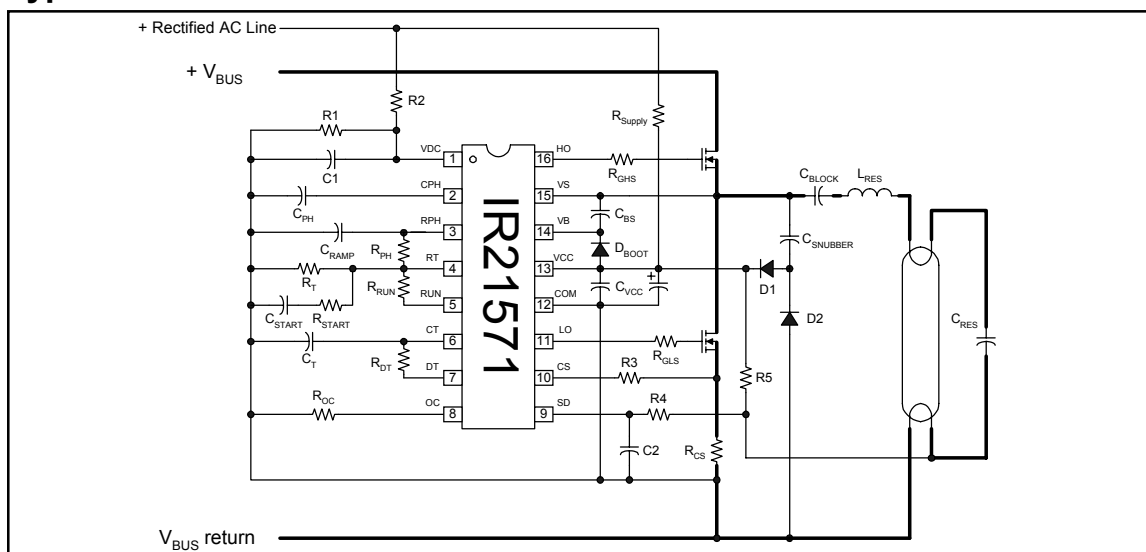 + Rectified AC Line
+ VBUS
R1
R2
RSupply
VDC
1
C1
CPH
2
CPH
RPH
3
CRAMP
RPH
RT
4
RT
RRUN
RUN
5
CSTART
RSTART
CT
6
CT
RDT
DT
7
ROC
OC
8
IR21571
16
HO
RGHS
15
VS
CBS
14
VB
DBOOT
13
VCC
CVCC
12
COM
11
LO
RGLS
10
CS
R3
9
SD
R4
C2
RCS
R5
D1
D2
CBLOCK
LRES
CSNUBBER
CRES
VBUS return